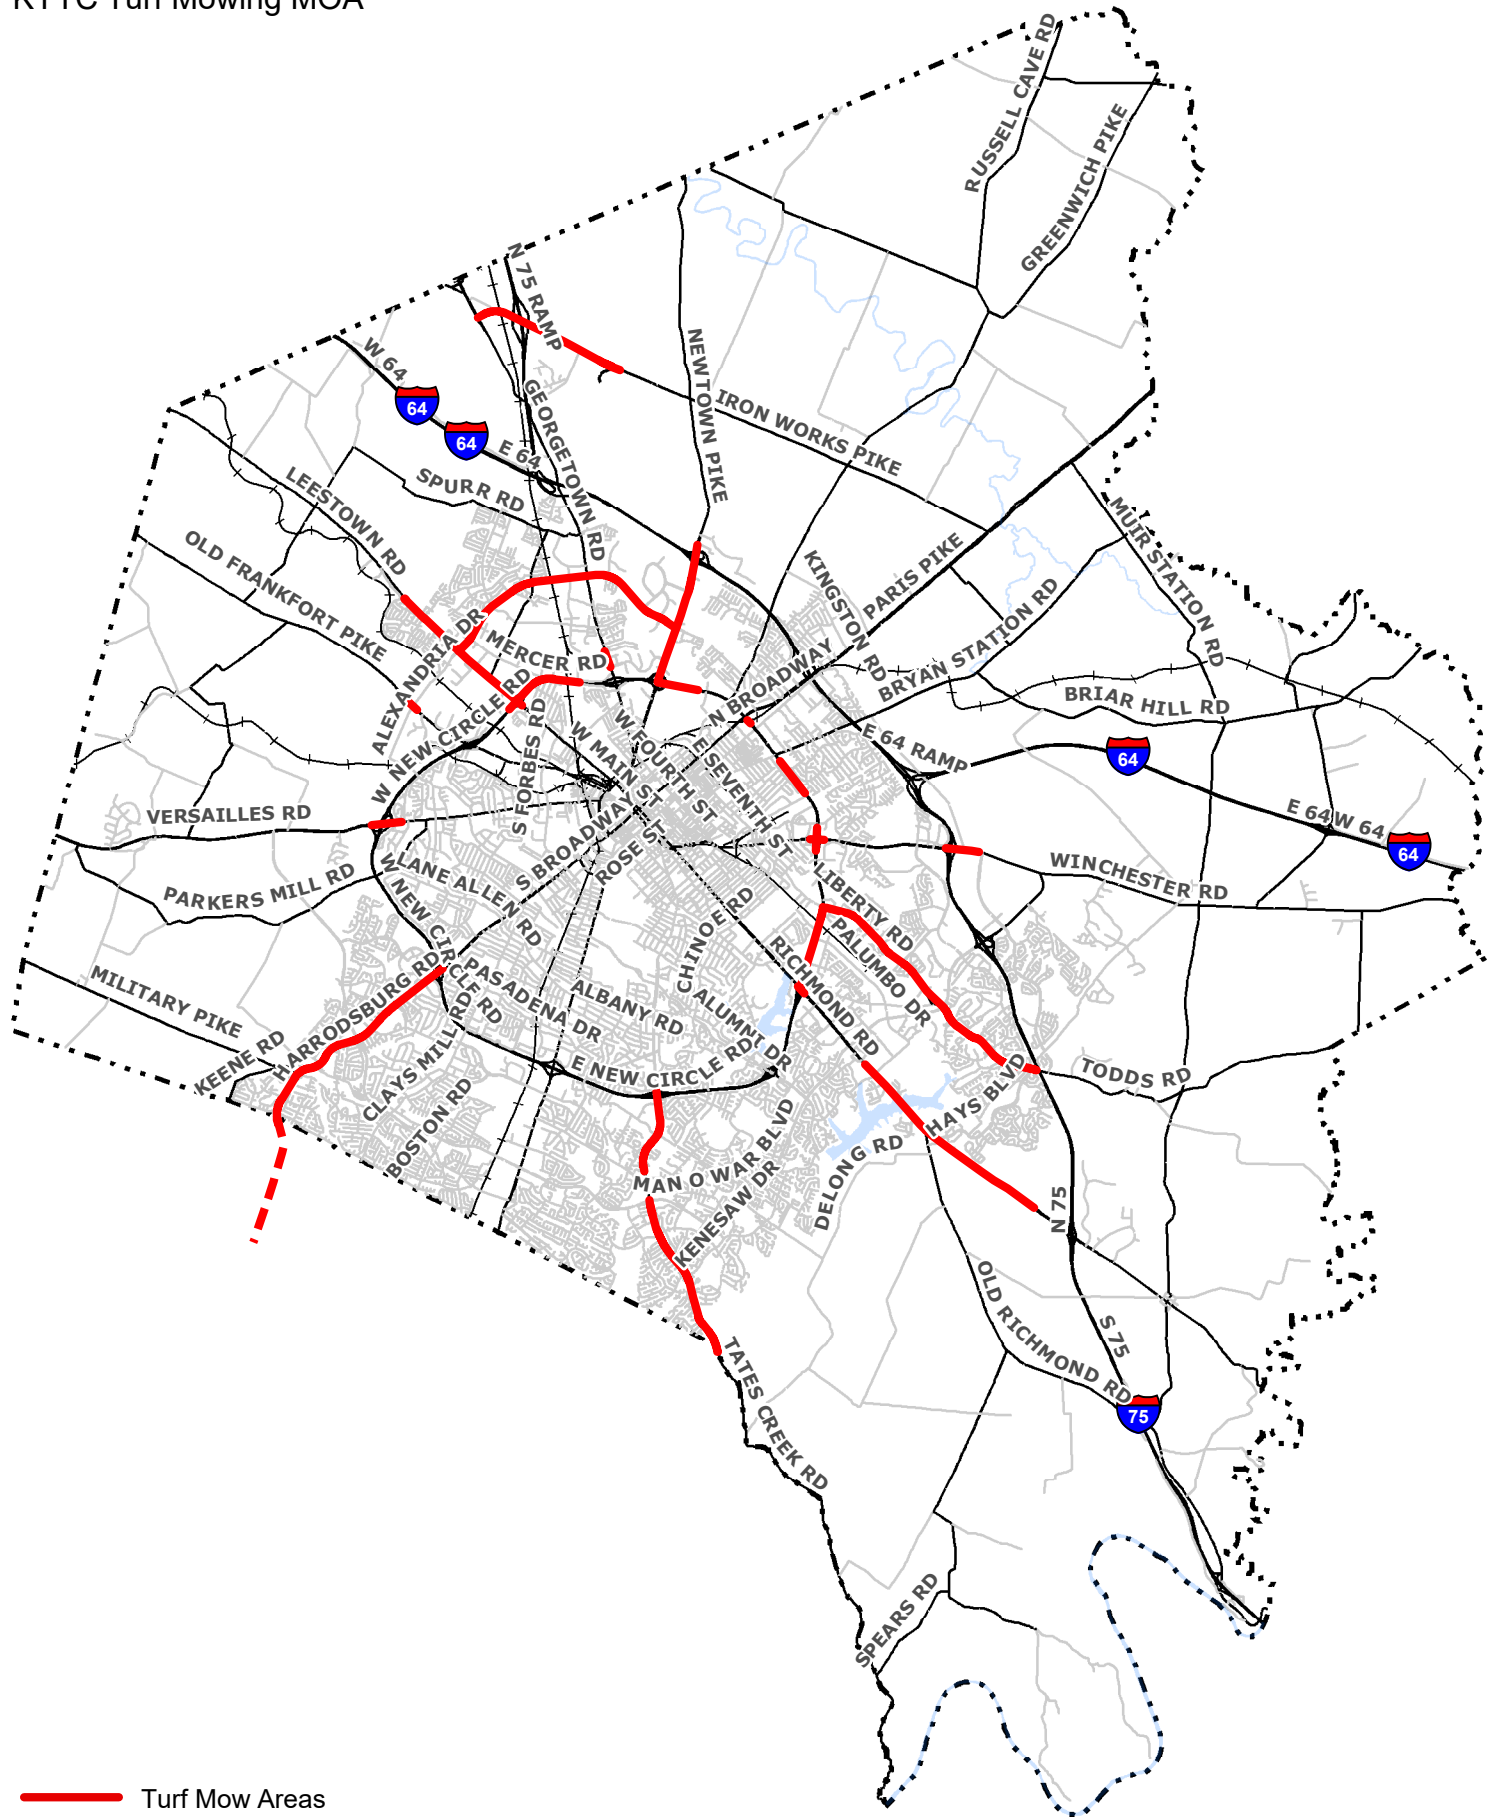 KYTC Turf Mowing MOA
RUSSELL CAVE RD
GREENWICH PIKE
N 75 RAMP
W 64
64
64
E 64
GEORGETOWN RD
NEWTOWN PIKE
IRON WORKS PIKE
SPURR RD
LEESTOWN RD
OLD FRANKFORT PIKE
MUIR STATION RD
KINGSTON RD
PARIS PIKE
BRYAN STATION RD
ALEXANDRIA DR
MERCER RD
BRIAR HILL RD
N BROADWAY
W NEW CIRCLE RD
S FORBES RD
W MAIN ST
W FOURTH ST
E SEVENTH ST
E 64 RAMP
64
E 64
W 64
64
VERSAILLES RD
PARKERS MILL RD
LANE ALLEN RD
S BROADWAY
ROSE ST
WINCHESTER RD
LIBERTY RD
W NEW CIRCLE RD
CHINOE RD
PALUMBO DR
RICHMOND RD
MILITARY PIKE
HARRODSBURG RD
PASADENA DR
ALBANY RD
ALUMNI DR
KEENE RD
CLAYS MILL RD
BOSTON RD
E NEW CIRCLE RD
HAYS BLVD
TODDS RD
MAN O WAR BLVD
KENESAW DR
DELONG RD
N 75
OLD RICHMOND RD
S 75
75
TATES CREEK RD
SPEARS RD
Turf Mow Areas